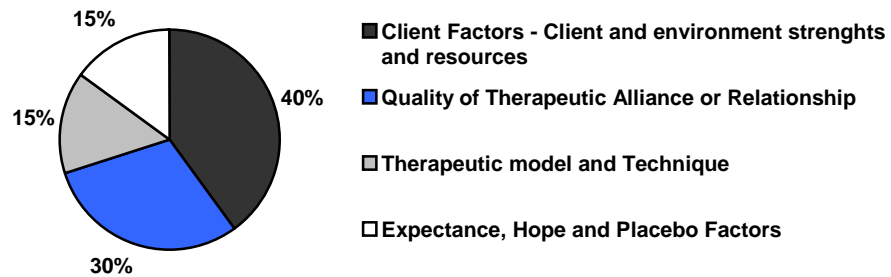 15%
40%
15%
30%
Client Factors - Client and environment strenghts
and resources
Quality of Therapeutic Alliance or Relationship
Therapeutic model and Technique
Expectance, Hope and Placebo Factors